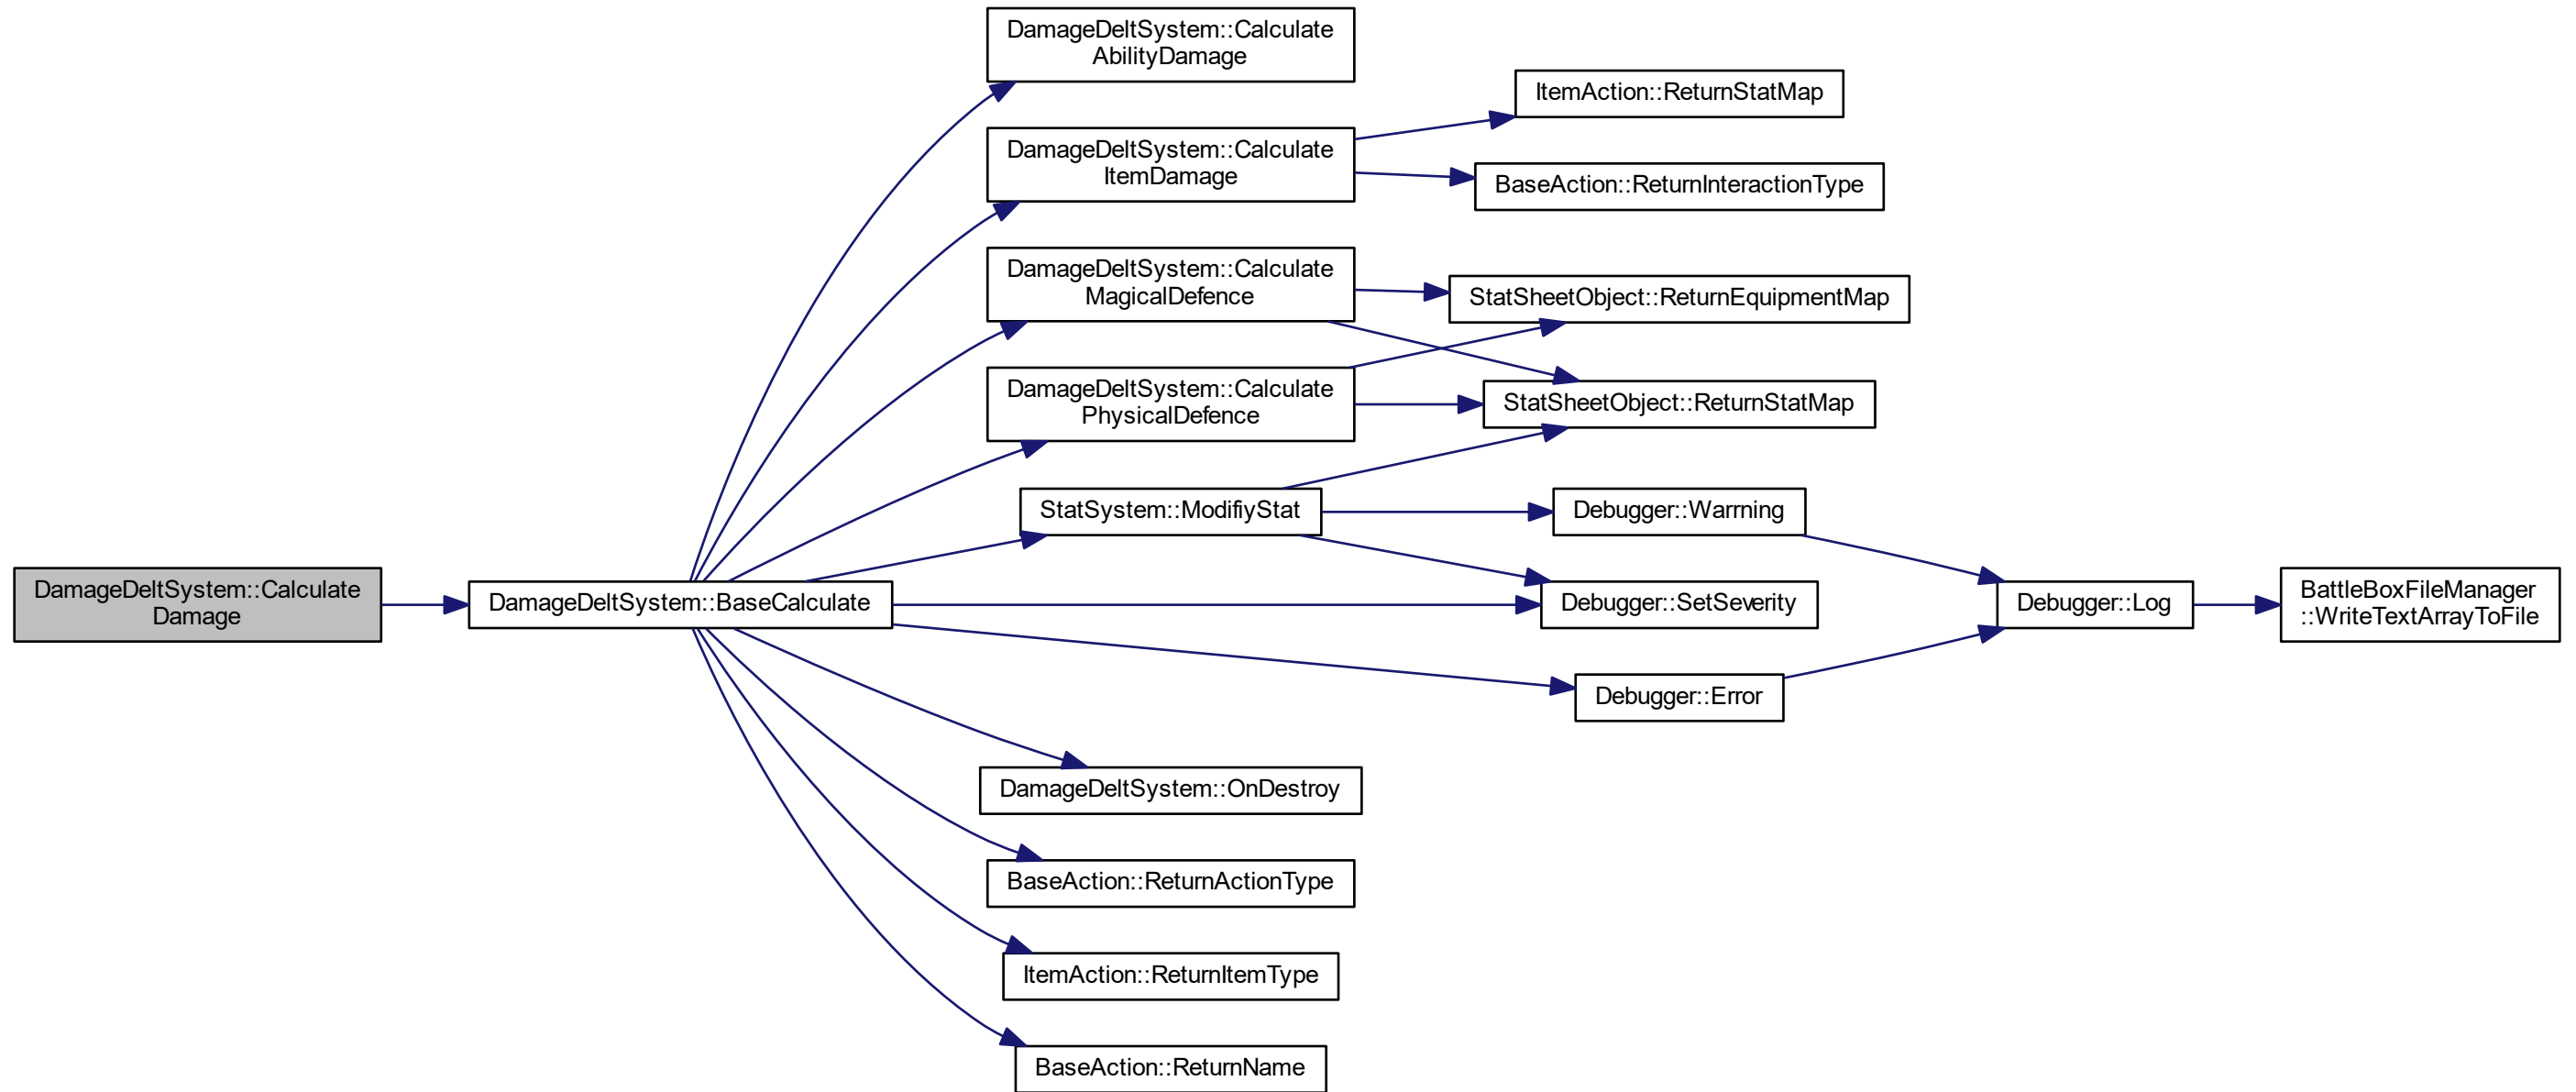 DamageDeltSystem::Calculate
AbilityDamage
ItemAction::ReturnStatMap
DamageDeltSystem::Calculate
ItemDamage
BaseAction::ReturnInteractionType
DamageDeltSystem::Calculate
MagicalDefence
StatSheetObject::ReturnEquipmentMap
DamageDeltSystem::Calculate
PhysicalDefence
StatSheetObject::ReturnStatMap
StatSystem::ModifiyStat
Debugger::Warrning
DamageDeltSystem::Calculate
Damage
DamageDeltSystem::BaseCalculate
Debugger::SetSeverity
Debugger::Log
BattleBoxFileManager
::WriteTextArrayToFile
Debugger::Error
DamageDeltSystem::OnDestroy
BaseAction::ReturnActionType
ItemAction::ReturnItemType
BaseAction::ReturnName